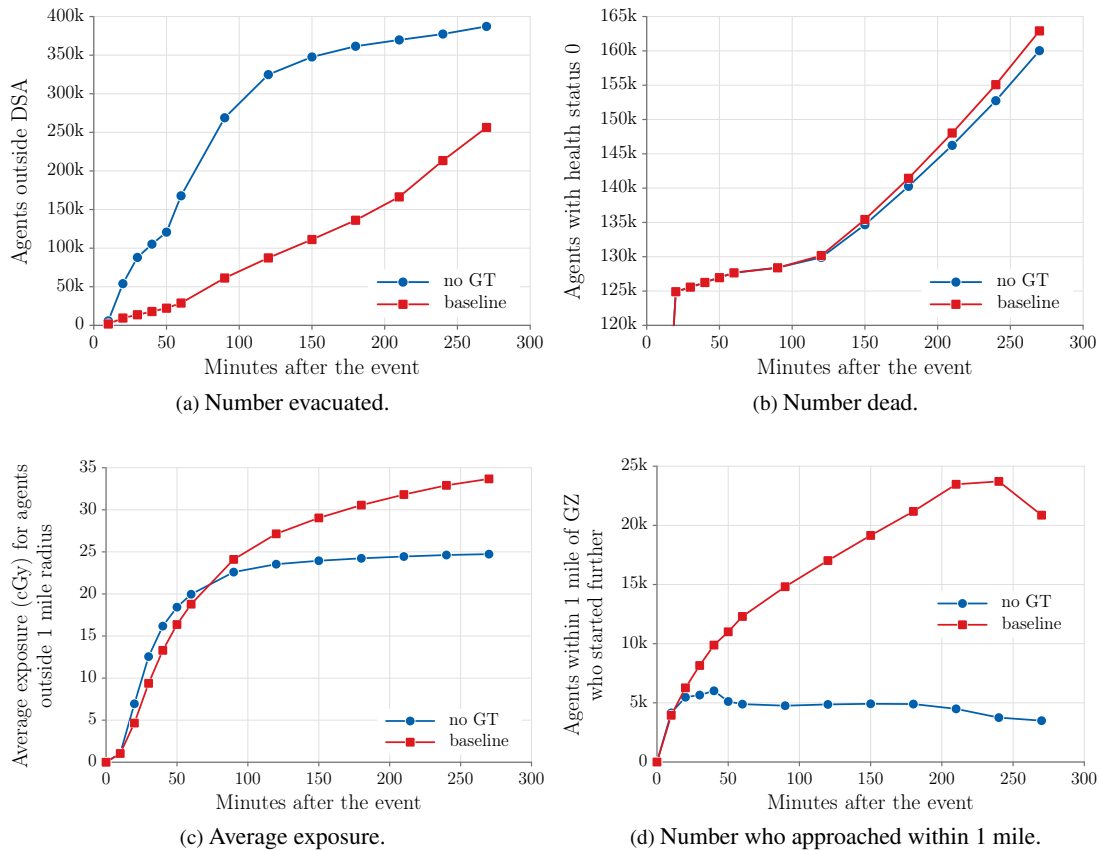 400k
350k
300k
250k
200k
150k
100k
50k
0
Agents outside DSA
0 50 100 150 200 250 300
Minutes after the event
no GT
baseline
(a) Number evacuated.
165k
160k
155k
150k
145k
140k
135k
130k
125k
120k
Agents with health status 0
0 50 100 150 200 250 300
Minutes after the event
no GT
baseline
(b) Number dead.
35
30
25
20
15
10
5
0
Average exposure (cGy) for agents
outside 1 mile radius
0 50 100 150 200 250 300
Minutes after the event
no GT
baseline
(c) Average exposure.
25k
20k
15k
10k
5k
0
Agents within 1 mile of GZ
who started further
0 50 100 150 200 250 300
Minutes after the event
no GT
baseline
(d) Number who approached within 1 mile.